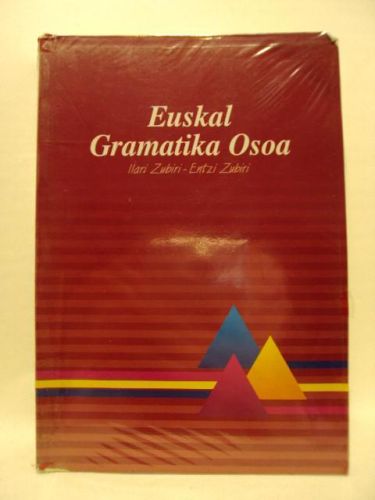 Euskal
Gramatika Osoa
Ilari Zubiri - Entzi Zubiri